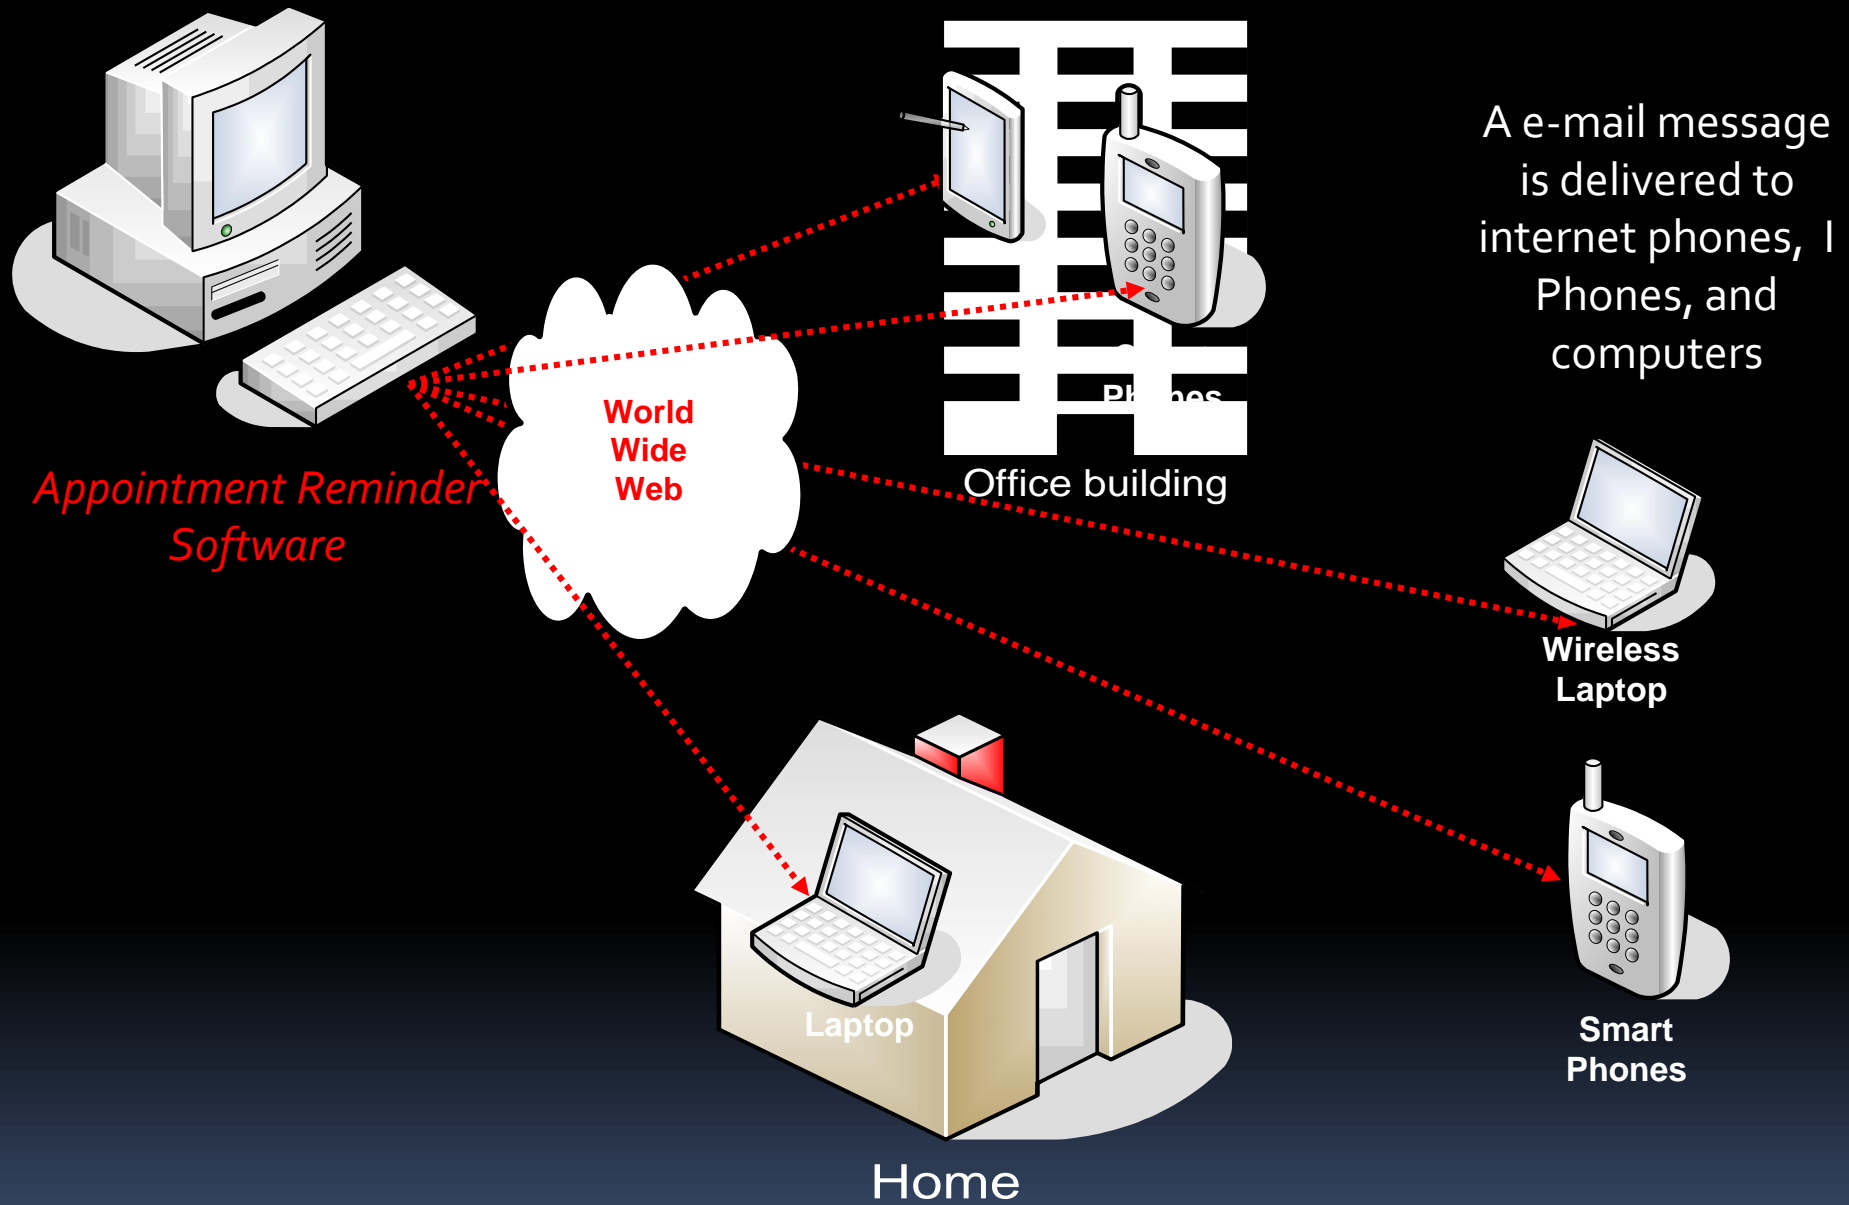 A e-mail message
is delivered to
internet phones, I
Phones, and
computers
World
Wide
Web
Appointment Reminder
Software
Office building
Wireless
Laptop
Laptop
Smart
Phones
Home